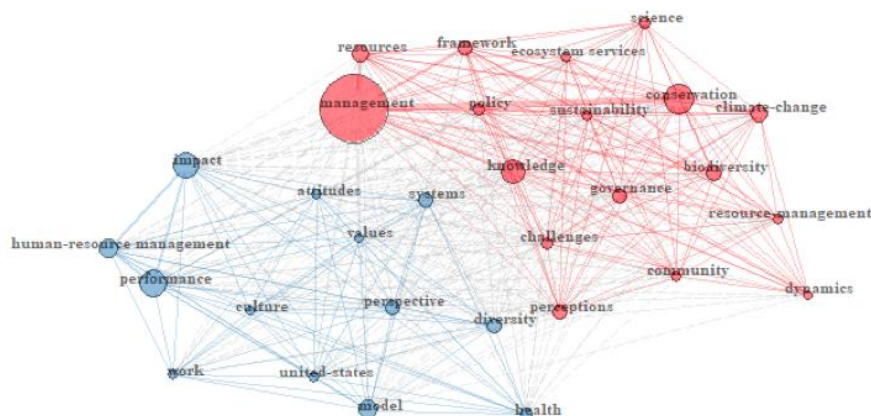 science
resources
framework
ecosystem services
management
policy
sustainability
conservation
climate-change
impact
knowledge
biodiversity
attitudes
systems
governance
resource-management
human-resource management
values
challenges
performance
community
dynamics
culture
perspective
diversity
perceptions
work
united-states
model
health